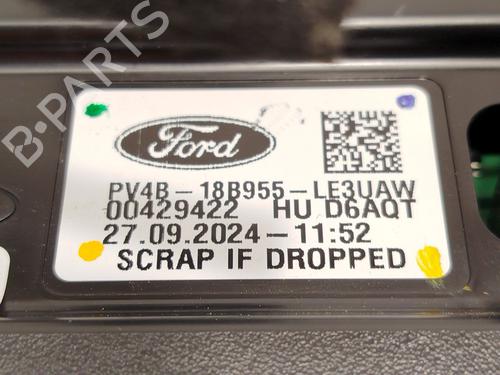 B-PARTS
Ford
PV4B-18B955-LE3UAW
00429422 HU D6AQT
27.09.2024-11:52
SCRAP IF DROPPED